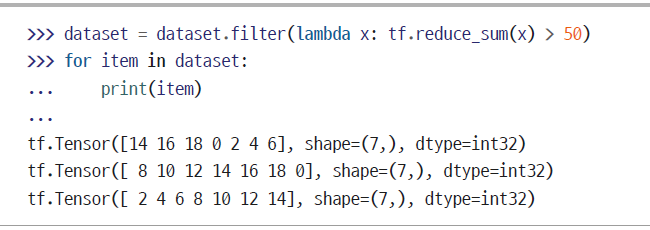 >>> dataset = dataset.filter(lambda x: tf.reduce_sum(x) > 50)
>>> for item in dataset:
...     print(item)
...
tf.Tensor([14 16 18 0 2 4 6], shape=(7,), dtype=int32)
tf.Tensor([ 8 10 12 14 16 18 0], shape=(7,), dtype=int32)
tf.Tensor([ 2 4 6 8 10 12 14], shape=(7,), dtype=int32)